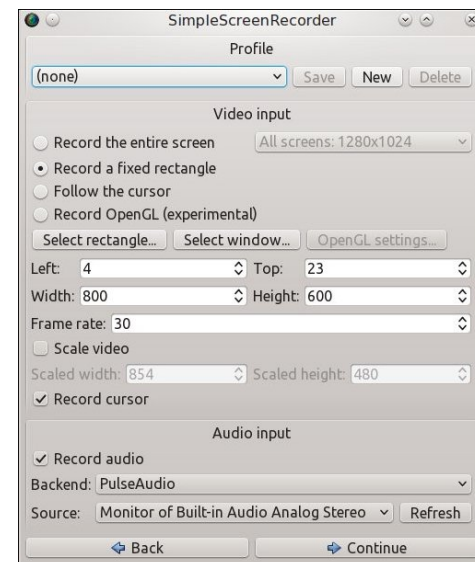 SimpleScreenRecorder
Profile
(none) Save New Delete
Video input
Record the entire screen All screens: 1280x1024
Record a fixed rectangle
Follow the cursor
Record OpenGL (experimental)
Select rectangle... Select window... OpenGL settings...
Left: 4 Top: 23
Width: 800 Height: 600
Frame rate: 30
Scale video
Scaled width: 854 Scaled height: 480
Record cursor
Audio input
Record audio
Backend: PulseAudio
Source: Monitor of Built-in Audio Analog Stereo Refresh
Back Continue